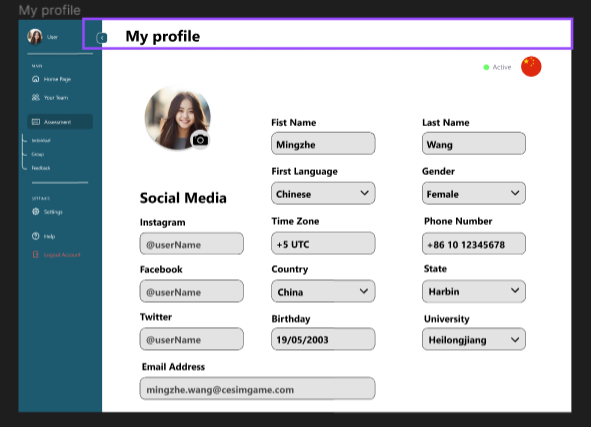 My profile
User
My profile
MAIN
Home Page
Your Team
Assessment
Individual
Group
Feedback
SETTINGS
Settings
Help
Logout Account
Active
Fist Name
Last Name
Mingzhe
Wang
First Language
Gender
Chinese
Female
Social Media
Instagram
Time Zone
Phone Number
@userName
+5 UTC
+86 10 12345678
Facebook
Country
State
@userName
China
Harbin
Twitter
Birthday
University
@userName
19/05/2003
Heilongjiang
Email Address
mingzhe.wang@cesimgame.com